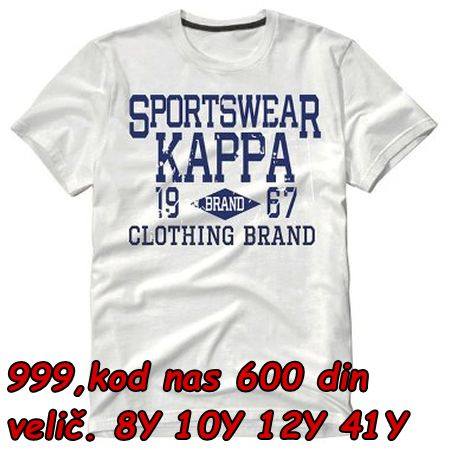 SPORTSWEAR
KAPPA
19 BRAND 67
CLOTHING BRAND
999,kod nas 600 din
velič. 8Y 10Y 12Y 41Y